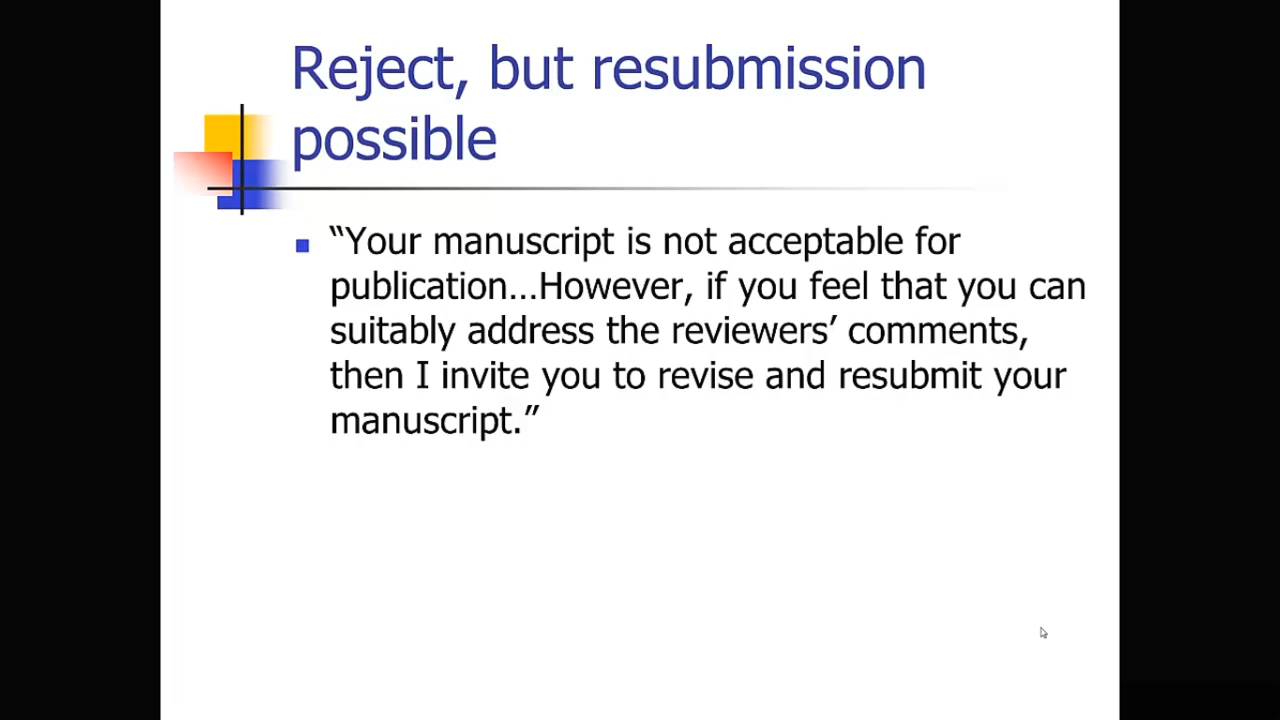 Reject, but resubmission
possible
“Your manuscript is not acceptable for
publication…However, if you feel that you can
suitably address the reviewers’ comments,
then I invite you to revise and resubmit your
manuscript.”